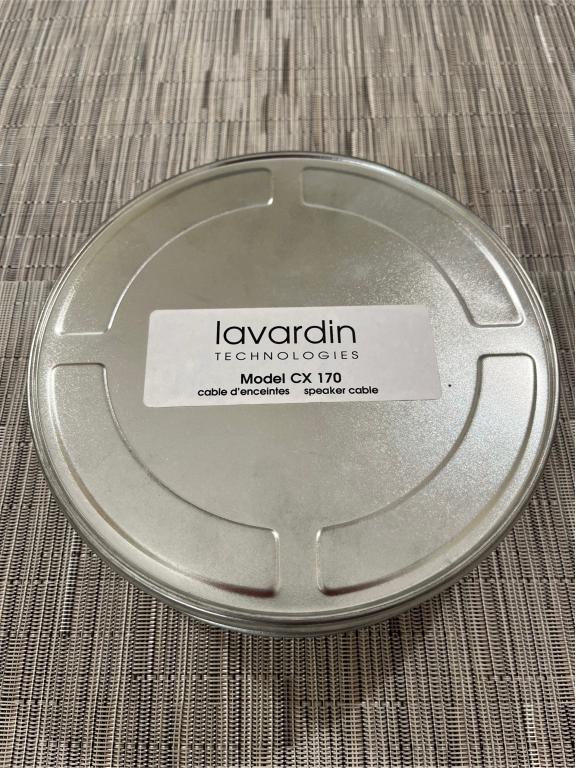 lavardin
TECHNOLOGIES
Model CX 170
cable d'enceintes speaker cable